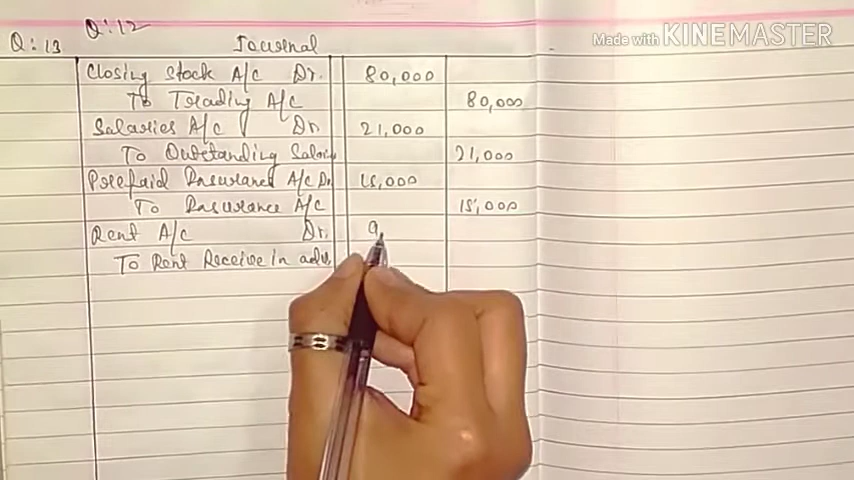 Q:13 Q:12 Journal
Made with KINEMASTER
Closing Stock A/c Dr. 80,000
To Trading A/c 80,000
Salaries A/c Dr. 21,000
To Outstanding Salaries 21,000
Prepaid Insurance A/c Dr 15,000
To Insurance A/c 15,000
Rent A/c Dr. 9
To Rent Receive in adv.